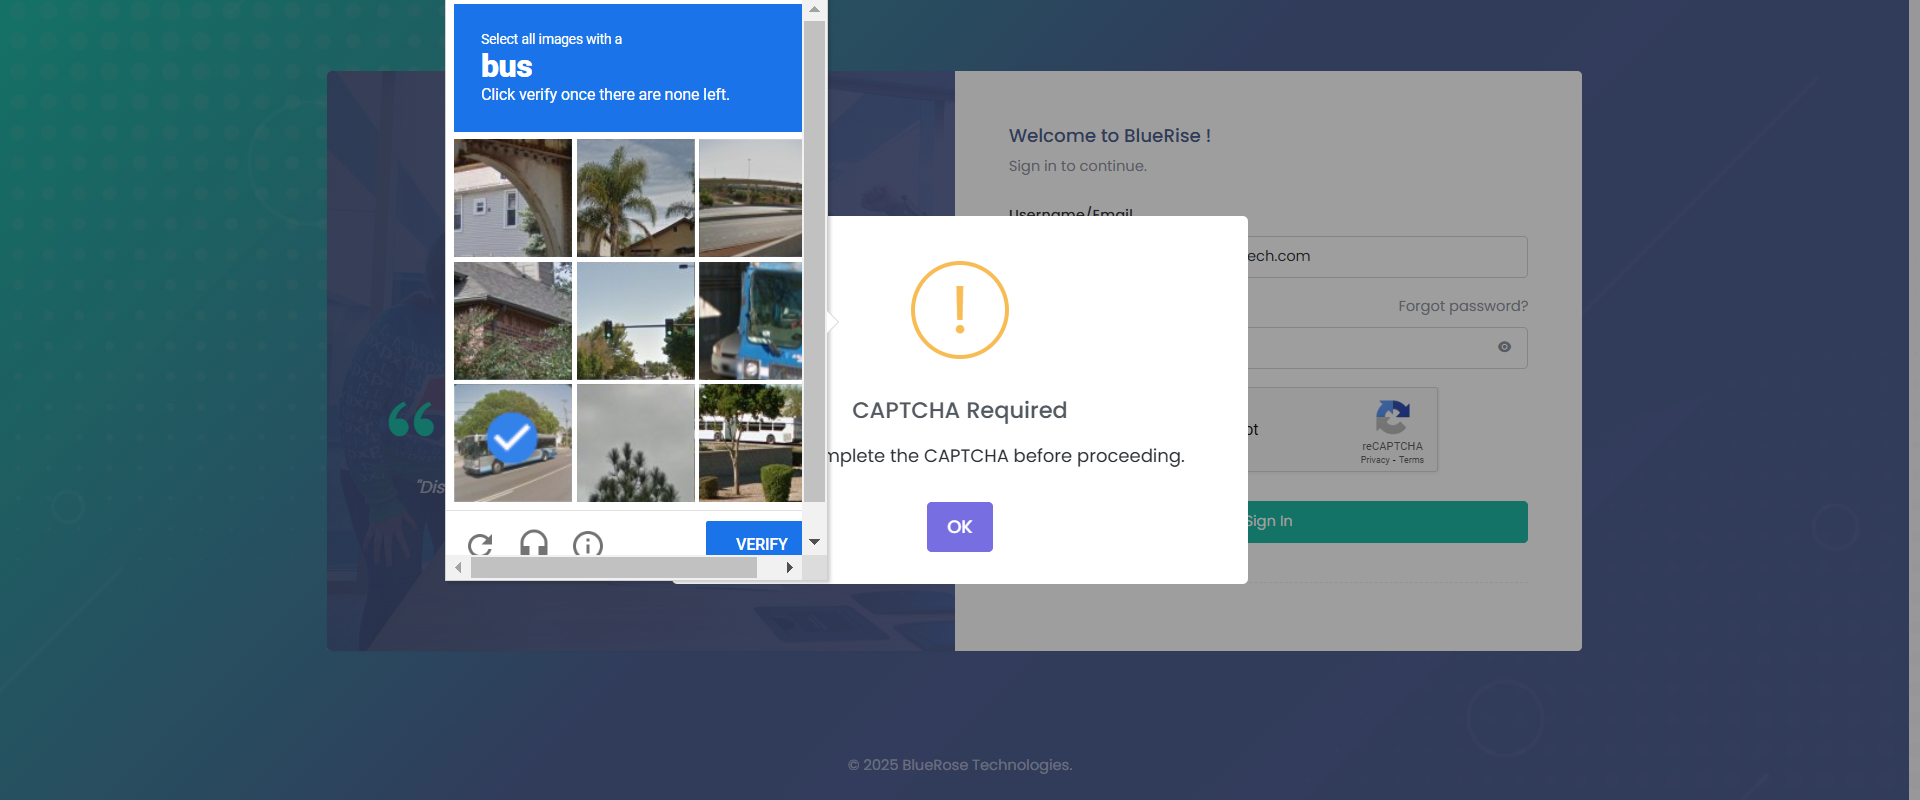 Select all images with a
bus
Click verify once there are none left.
VERIFY
Welcome to BlueRise !
Sign in to continue.
Username/Email
ech.com
Forgot password?
CAPTCHA Required
mplete the CAPTCHA before proceeding.
OK
reCAPTCHA
Privacy - Terms
Sign In
“Dis
© 2025 BlueRose Technologies.